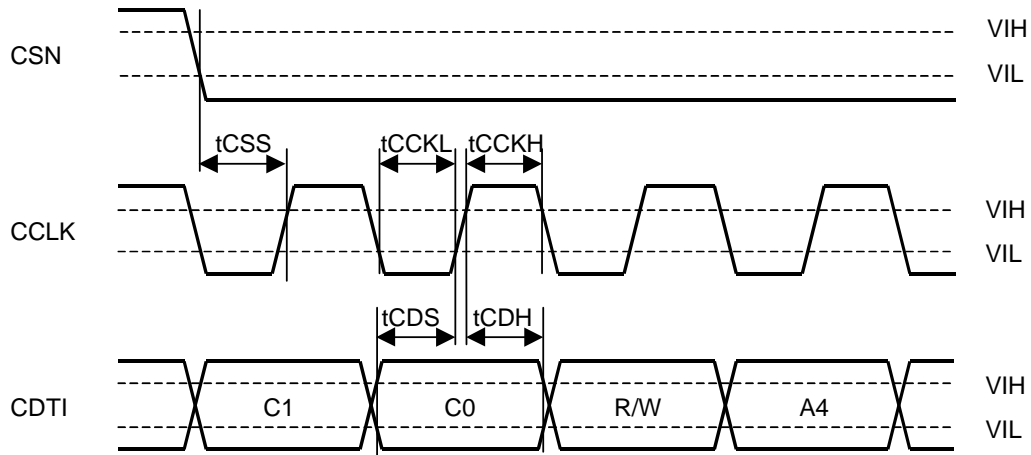 VIH
CSN
VIL
tCSS tCCKL tCCKH
VIH
CCLK
VIL
tCDS tCDH
VIH
CDTI C1 C0 R/W A4
VIL